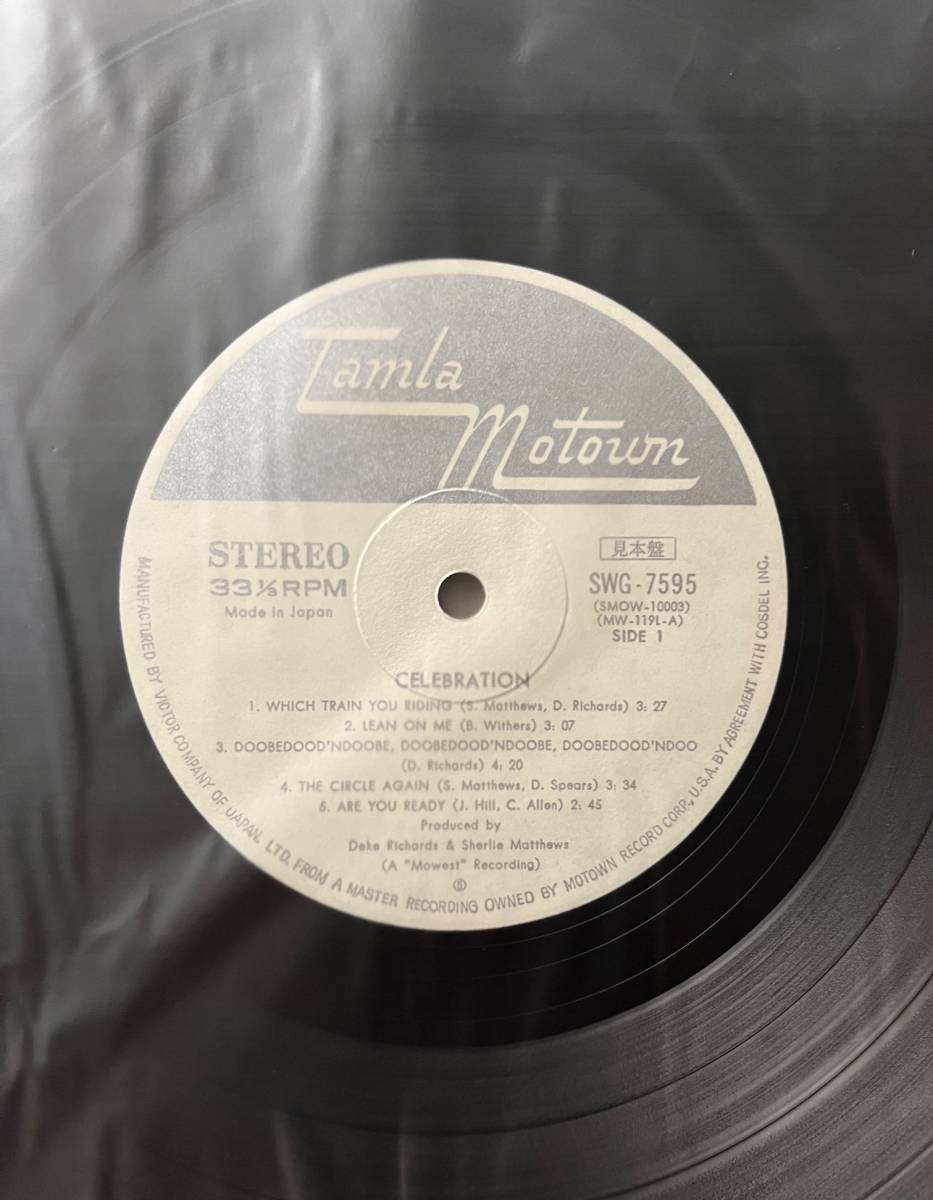 Tamla
Motown
STEREO
33⅓RPM
Made in Japan
見本盤
SWG-7595
(SMOW-10003)
(MW-119L-A)
SIDE 1
CELEBRATION
1. WHICH TRAIN YOU RIDING (S. Matthews, D. Richards) 3: 27
2. LEAN ON ME (B. Withers) 3: 07
3. DOOBEDOOD'NDOOBE, DOOBEDOOD'NDOOBE, DOOBEDOOD'NDOO
(D. Richards) 4: 20
4. THE CIRCLE AGAIN (S. Matthews, D. Spears) 3: 34
5. ARE YOU READY (J. Hill, C. Allen) 2: 45
Produced by
Deke Richards & Sherlie Matthews
(A "Mowest" Recording)
Ⓢ
MANUFACTURED BY VICTOR COMPANY OF JAPAN, LTD. FROM A MASTER RECORDING OWNED BY MOTOWN RECORD CORP., U.S.A. BY AGREEMENT WITH COSDEL INC.